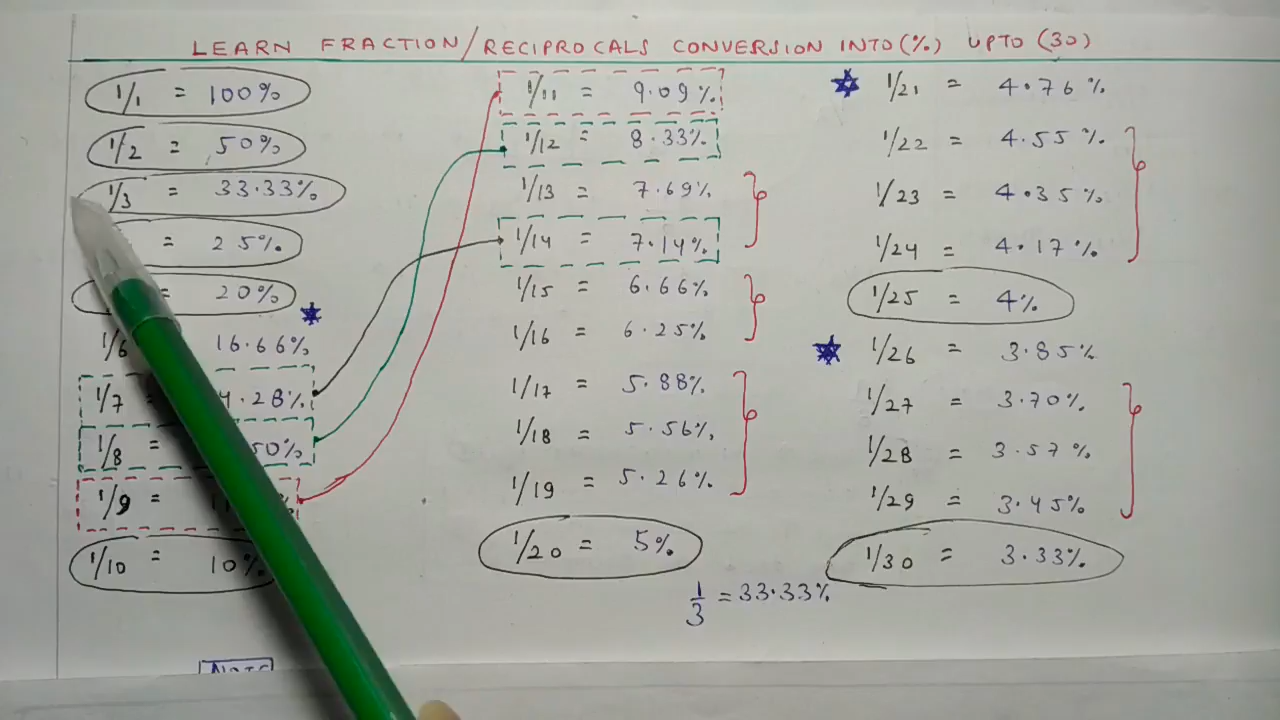 LEARN FRACTION/RECIPROCALS CONVERSION INTO(%) UPTO (30)
1/1 = 100%
1/2 = 50%
1/3 = 33.33%
= 25%
= 20%
1/6 16.66%
1/7 = 4.28%
1/8 = 50%
1/9 =
1/10 = 10%
1/11 = 9.09%
1/12 = 8.33%
1/13 = 7.69%
1/14 = 7.14%
1/15 = 6.66%
1/16 = 6.25%
1/17 = 5.88%
1/18 = 5.56%
1/19 = 5.26%
1/20 = 5%
1/21 = 4.76%
1/22 = 4.55%
1/23 = 4.35%
1/24 = 4.17%
1/25 = 4%
1/26 = 3.85%
1/27 = 3.70%
1/28 = 3.57%
1/29 = 3.45%
1/30 = 3.33%
1/3 = 33.33%